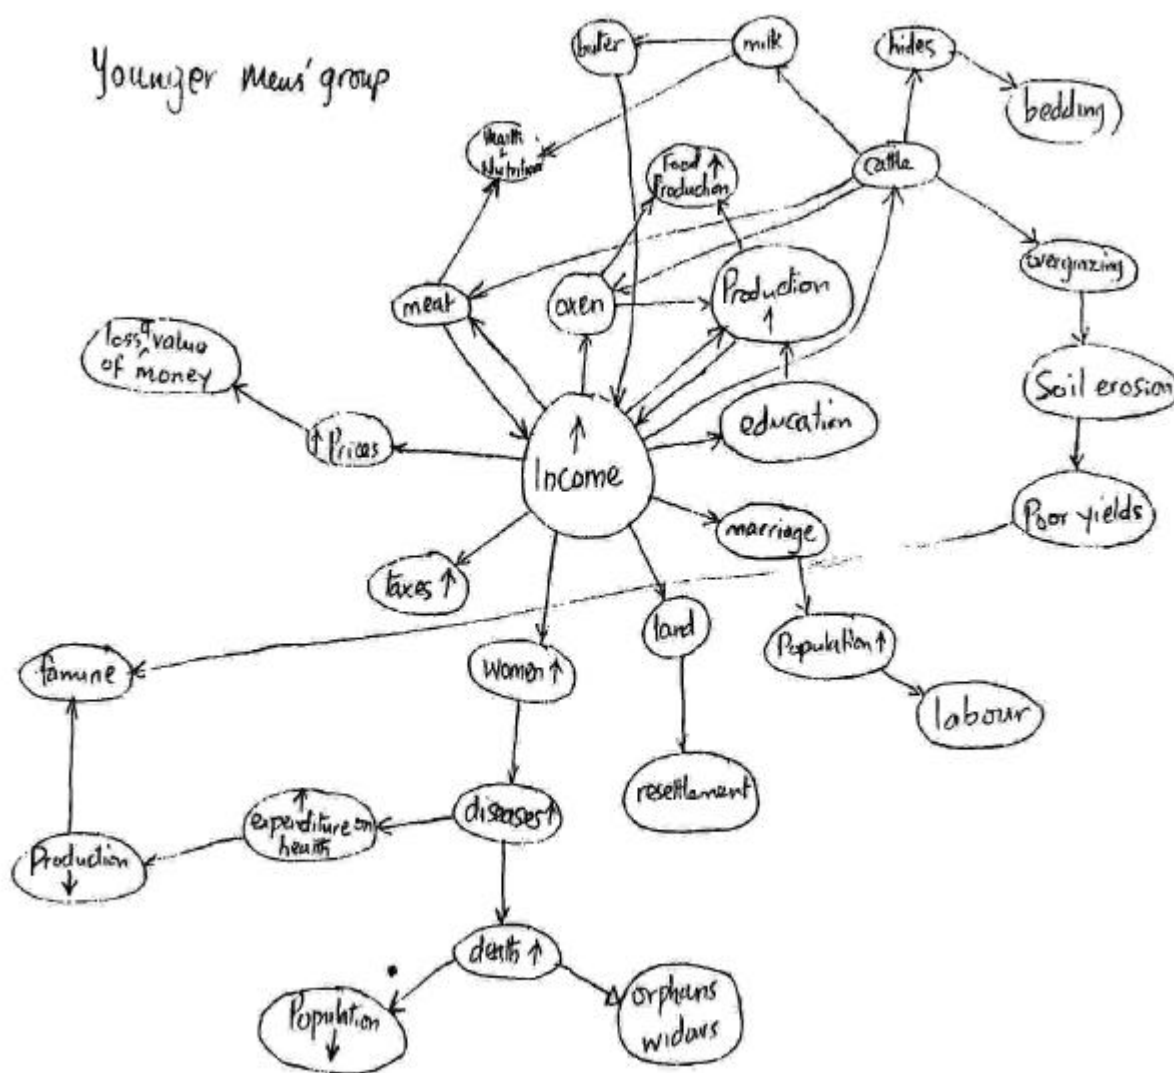 Younger mens' group
buter
milk
hides
bedding
Health
+
Nutrition
Food ↑
Production
cattle
overgrazing
meat
oxen
Production
↑
loss value
of money
Soil erosion
education
↑ Prices
↑
Income
Poor yields
marriage
taxes ↑
land
Population ↑
famine
women ↑
labour
resettlement
↑
expenditure on
health
diseases ↑
Production
↓
death ↑
orphans
widows
Population
↓